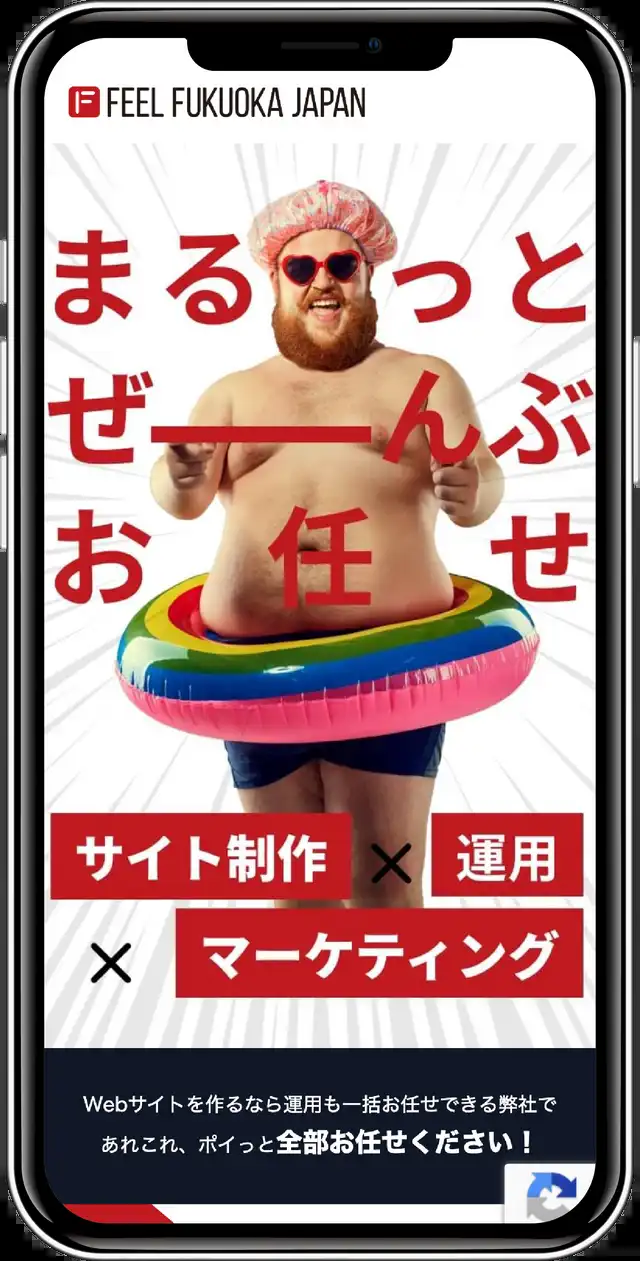 FEEL FUKUOKA JAPAN
まるっと
ぜーんぶ
お任せ
サイト制作 × 運用
× マーケティング
Webサイトを作るなら運用も一括お任せできる弊社で
あれこれ、ポイっと全部お任せください！